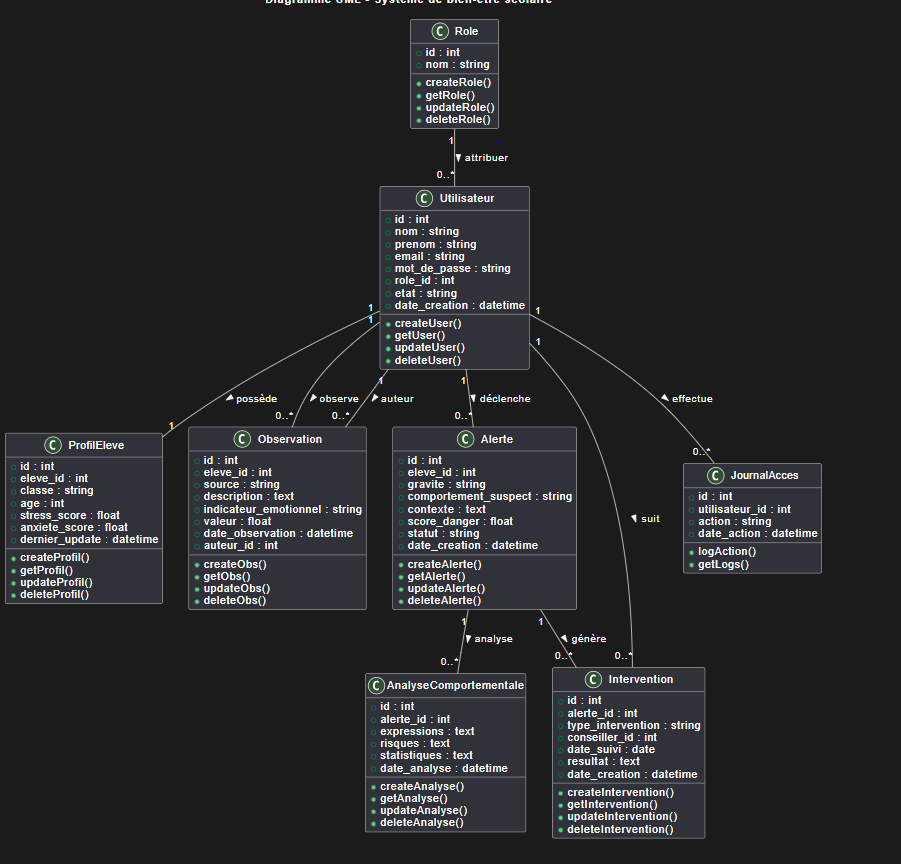 Diagramme UML - Système de bien-être scolaire
C Role
id : int
nom : string
createRole()
getRole()
updateRole()
deleteRole()
1
attribuer
0..*
C Utilisateur
id : int
nom : string
prenom : string
email : string
mot_de_passe : string
role_id : int
etat : string
date_creation : datetime
createUser()
getUser()
updateUser()
deleteUser()
1
1
1
1
1
1
possède
observe
auteur
déclenche
effectue
suit
1
0..*
0..*
0..*
0..*
0..*
C ProfilEleve
id : int
eleve_id : int
classe : string
age : int
stress_score : float
anxiete_score : float
dernier_update : datetime
createProfil()
getProfil()
updateProfil()
deleteProfil()
C Observation
id : int
eleve_id : int
source : string
description : text
indicateur_emotionnel : string
valeur : float
date_observation : datetime
auteur_id : int
createObs()
getObs()
updateObs()
deleteObs()
C Alerte
id : int
eleve_id : int
gravite : string
comportement_suspect : string
contexte : text
score_danger : float
statut : string
date_creation : datetime
createAlerte()
getAlerte()
updateAlerte()
deleteAlerte()
C JournalAcces
id : int
utilisateur_id : int
action : string
date_action : datetime
logAction()
getLogs()
1
analyse
0..*
1
génère
0..*
C AnalyseComportementale
id : int
alerte_id : int
expressions : text
risques : text
statistiques : text
date_analyse : datetime
createAnalyse()
getAnalyse()
updateAnalyse()
deleteAnalyse()
C Intervention
id : int
alerte_id : int
type_intervention : string
conseiller_id : int
date_suivi : date
resultat : text
date_creation : datetime
createIntervention()
getIntervention()
updateIntervention()
deleteIntervention()